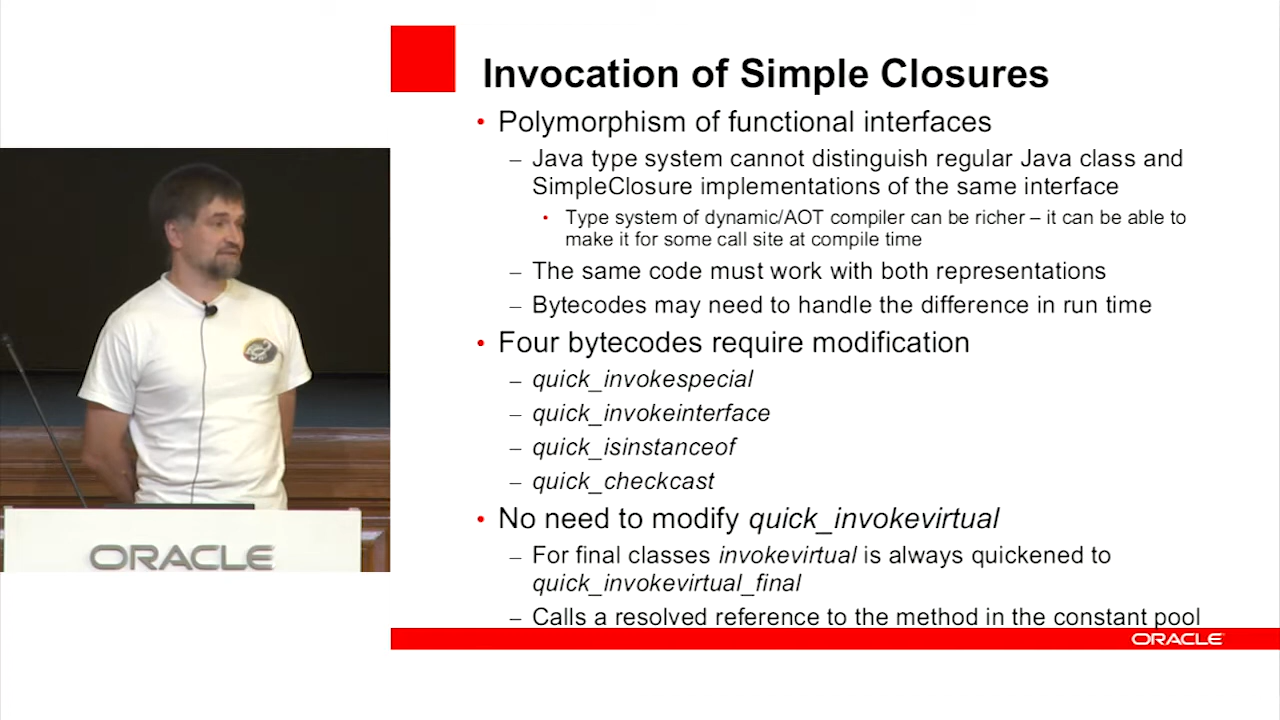 Invocation of Simple Closures
• Polymorphism of functional interfaces
– Java type system cannot distinguish regular Java class and
SimpleClosure implementations of the same interface
• Type system of dynamic/AOT compiler can be richer – it can be able to
make it for some call site at compile time
– The same code must work with both representations
– Bytecodes may need to handle the difference in run time
• Four bytecodes require modification
– quick_invokespecial
– quick_invokeinterface
– quick_isinstanceof
– quick_checkcast
• No need to modify quick_invokevirtual
– For final classes invokevirtual is always quickened to
quick_invokevirtual_final
– Calls a resolved reference to the method in the constant pool
ORACLE
ORACLE